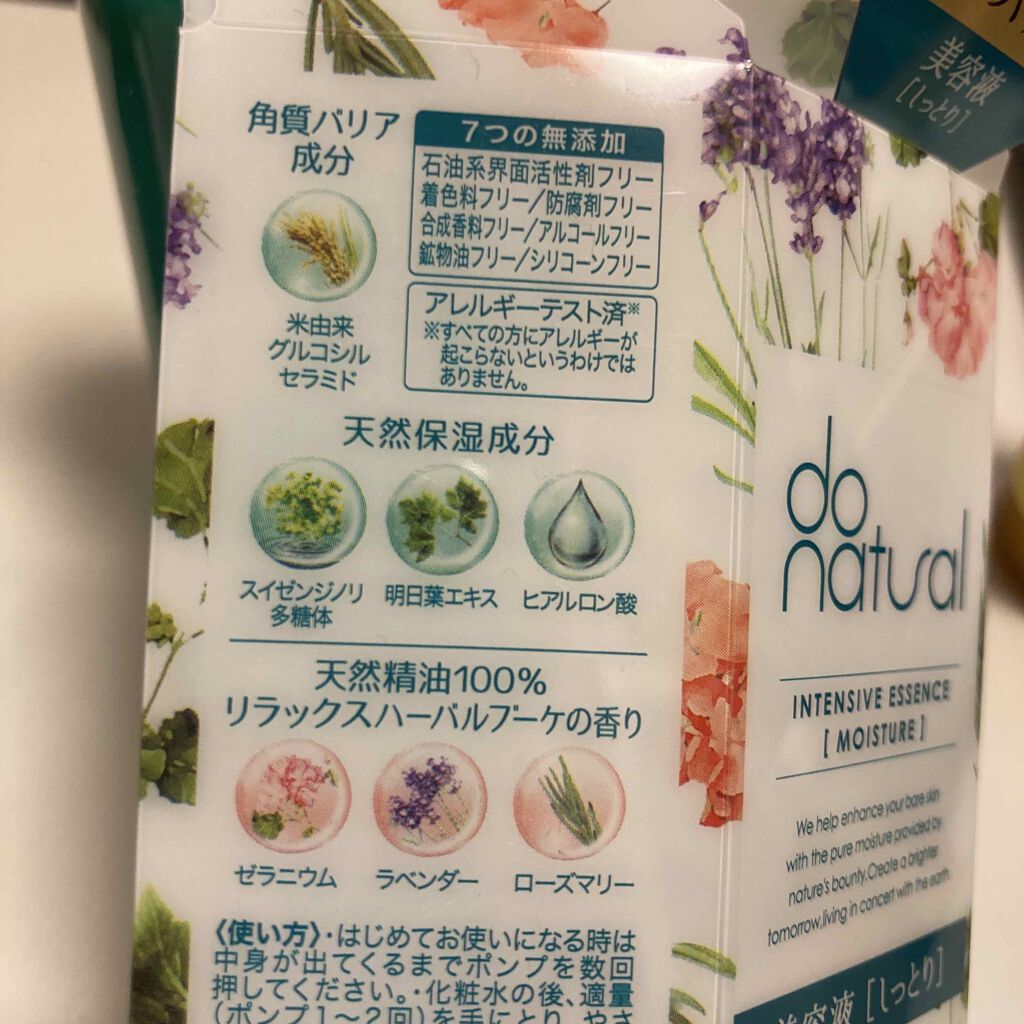 角質バリア
成分
米由来
グルコシル
セラミド
7つの無添加
石油系界面活性剤フリー
着色料フリー/防腐剤フリー
合成香料フリー/アルコールフリー
鉱物油フリー/シリコーンフリー
アレルギーテスト済※
※すべての方にアレルギーが
起こらないというわけでは
ありません。
天然保湿成分
スイゼンジノリ
多糖体
明日葉エキス
ヒアルロン酸
天然精油100%
リラックスハーバルブーケの香り
ゼラニウム
ラベンダー
ローズマリー
〈使い方〉・はじめてお使いになる時は
中身が出てくるまでポンプを数回
押してください。・化粧水の後、適量
(ポンプ1〜2回)を手にとり、やさ
美容液
[しっとり]
do
natural
INTENSIVE ESSENCE
[ MOISTURE ]
We help enhance your bare skin
with the pure moisture provided by
nature's bounty.Create a brighter
tomorrow,living in concert with the earth.
美容液 [しっとり]